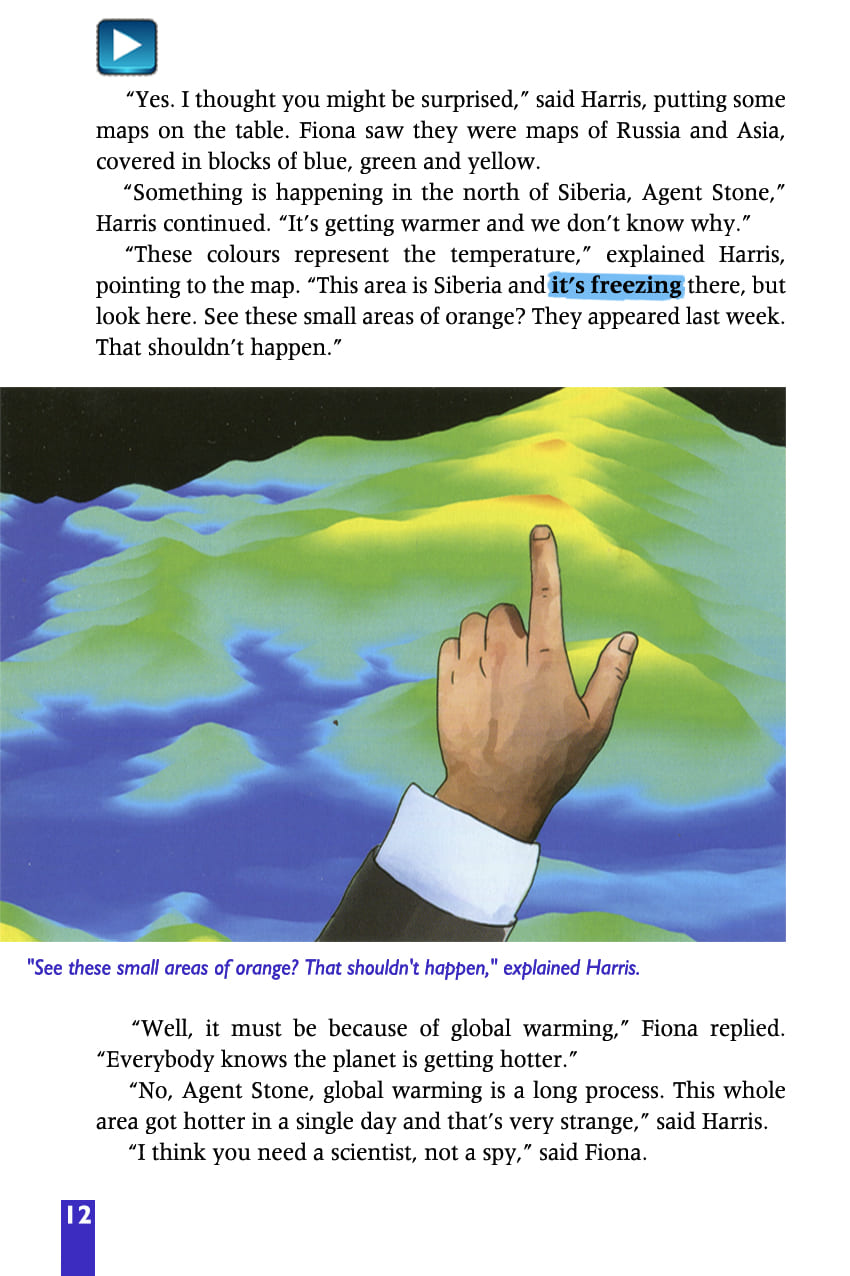 “Yes. I thought you might be surprised,” said Harris, putting some
maps on the table. Fiona saw they were maps of Russia and Asia,
covered in blocks of blue, green and yellow.
“Something is happening in the north of Siberia, Agent Stone,”
Harris continued. “It’s getting warmer and we don’t know why.”
“These colours represent the temperature,” explained Harris,
pointing to the map. “This area is Siberia and it’s freezing there, but
look here. See these small areas of orange? They appeared last week.
That shouldn’t happen.”
"See these small areas of orange? That shouldn't happen," explained Harris.
“Well, it must be because of global warming,” Fiona replied.
“Everybody knows the planet is getting hotter.”
“No, Agent Stone, global warming is a long process. This whole
area got hotter in a single day and that’s very strange,” said Harris.
“I think you need a scientist, not a spy,” said Fiona.
12